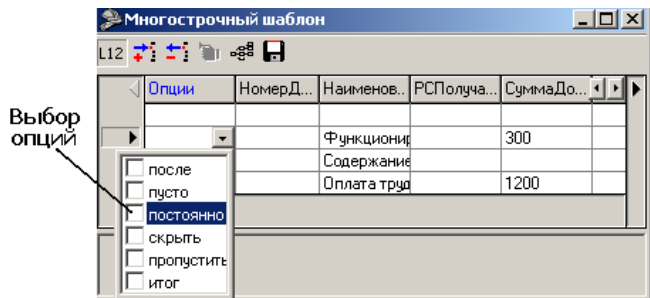 Многострочный шаблон
L12
Опции НомерД... Наименов.. РСПолуча... СуммаДо...
Выбор опций
Функционир 300
Содержание
Оплата труд 1200
после
пусто
постоянно
скрыть
пропустить
итог